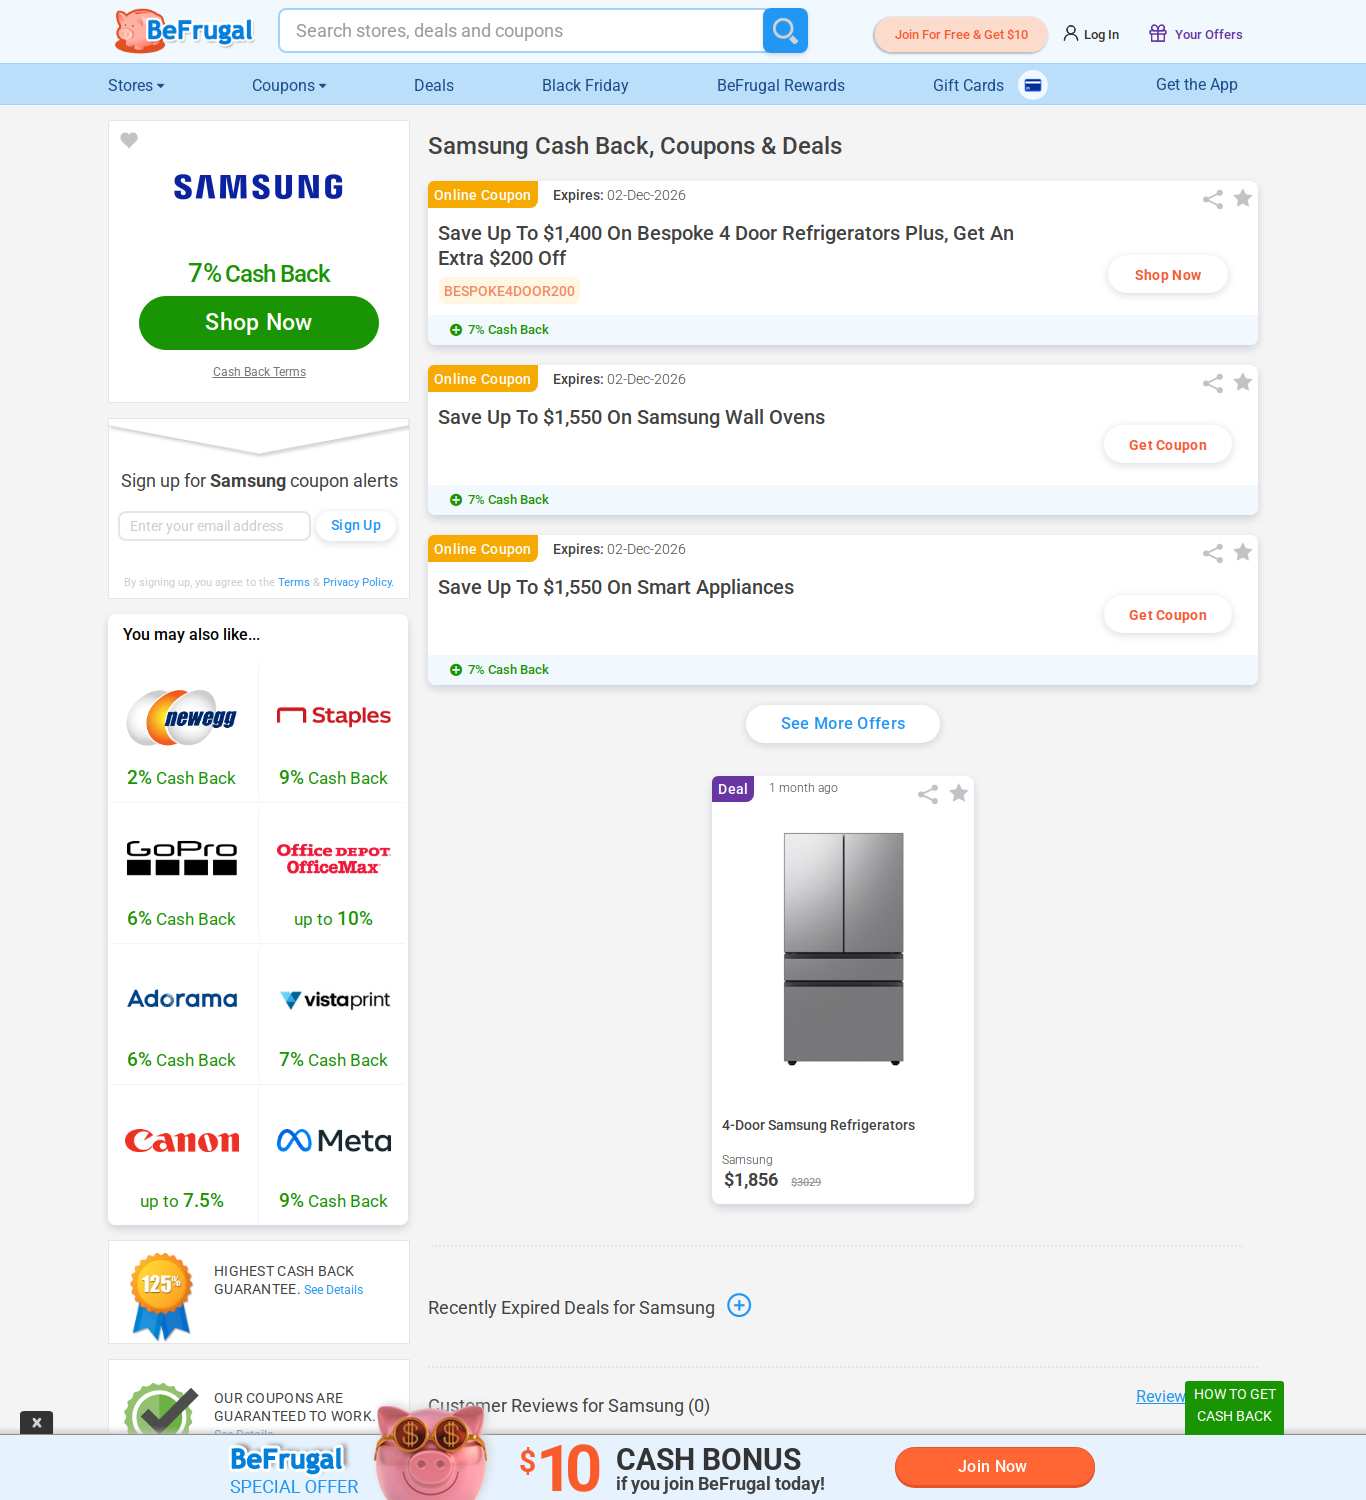 BeFrugal
Search stores, deals and coupons
Join For Free & Get $10
Log In
Your Offers
Stores
Coupons
Deals
Black Friday
BeFrugal Rewards
Gift Cards
Get the App
SAMSUNG
7% Cash Back
Shop Now
Cash Back Terms
Sign up for Samsung coupon alerts
Enter your email address
Sign Up
By signing up, you agree to the Terms & Privacy Policy.
You may also like...
newegg
2% Cash Back
Staples
9% Cash Back
GoPro
6% Cash Back
Office DEPOT
OfficeMax
up to 10%
Adorama
6% Cash Back
vistaprint
7% Cash Back
Canon
up to 7.5%
Meta
9% Cash Back
125%
HIGHEST CASH BACK
GUARANTEE. See Details
OUR COUPONS ARE
GUARANTEED TO WORK.
See Details
Samsung Cash Back, Coupons & Deals
Online Coupon
Expires: 02-Dec-2026
Save Up To $1,400 On Bespoke 4 Door Refrigerators Plus, Get An
Extra $200 Off
BESPOKE4DOOR200
Shop Now
7% Cash Back
Online Coupon
Expires: 02-Dec-2026
Save Up To $1,550 On Samsung Wall Ovens
Get Coupon
7% Cash Back
Online Coupon
Expires: 02-Dec-2026
Save Up To $1,550 On Smart Appliances
Get Coupon
7% Cash Back
See More Offers
Deal
1 month ago
4-Door Samsung Refrigerators
Samsung
$1,856 $3029
Recently Expired Deals for Samsung
Customer Reviews for Samsung (0)
Review
HOW TO GET
CASH BACK
x
BeFrugal
SPECIAL OFFER
$ $
$10
CASH BONUS
if you join BeFrugal today!
Join Now